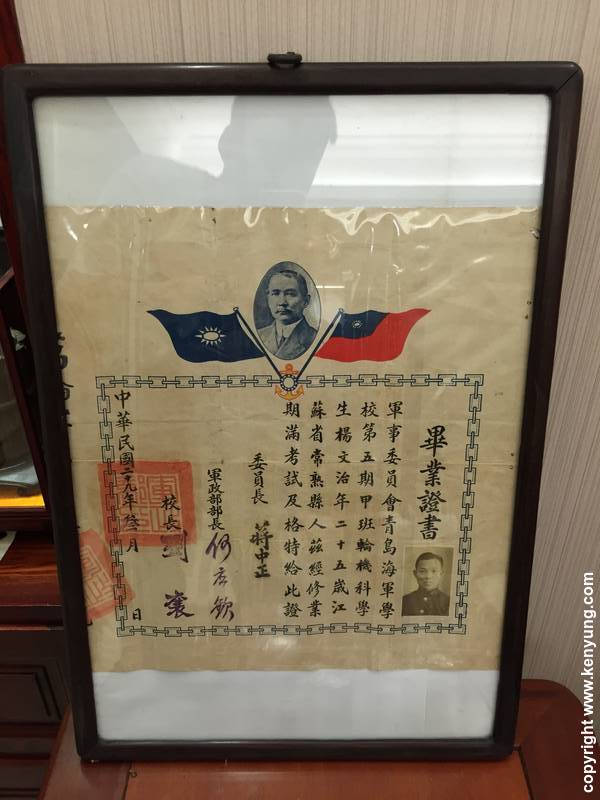 畢業證書
軍事委員會青島海軍學
校第五期甲班輪機科學
生楊文治年二十五歲江
蘇省常熟縣人茲經修業
期滿考試及格特給此證
委員長 蔣中正
軍政部部長 何應欽
校長 劉襄
中華民國二十九年 月 日
copyright www.kenyung.com